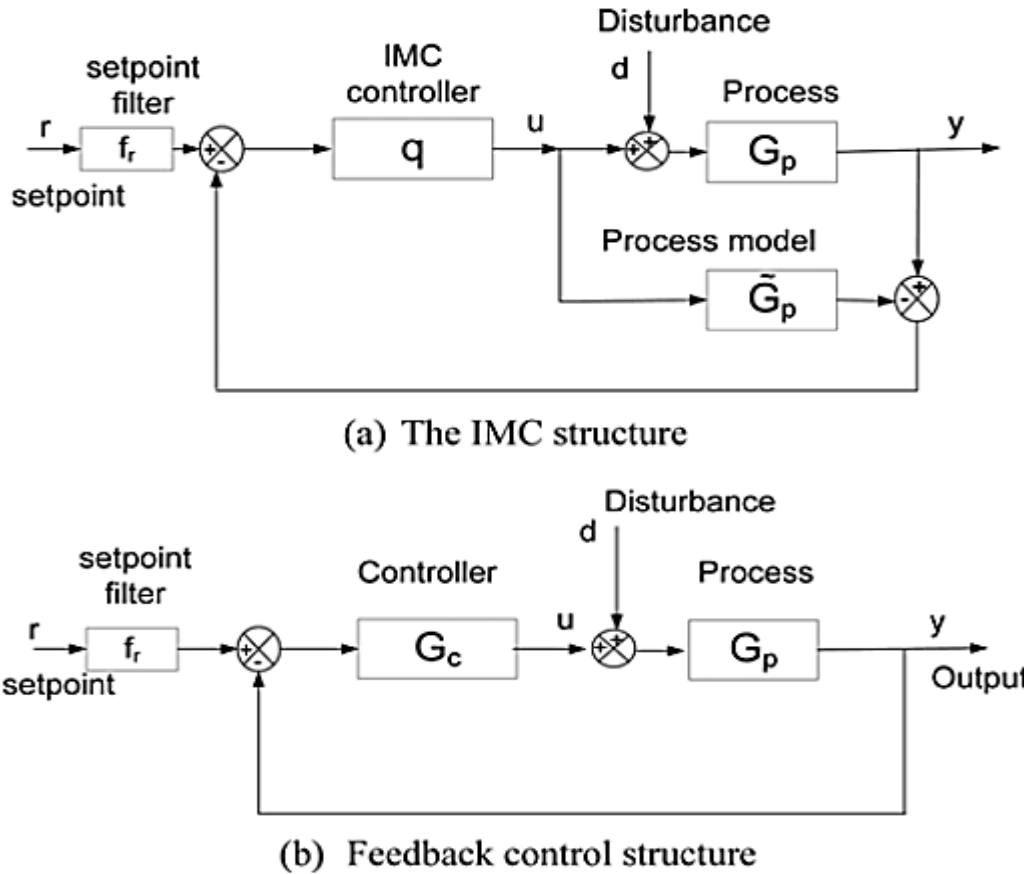 Disturbance
d
IMC
controller
setpoint
filter
Process
r
fr
+
-
q
u
+
+
Gp
y
setpoint
Process model
G̃p
-
+
(a) The IMC structure
Disturbance
d
setpoint
filter
Controller
Process
r
fr
+
-
Gc
u
+
+
Gp
y
setpoint
Output
(b) Feedback control structure